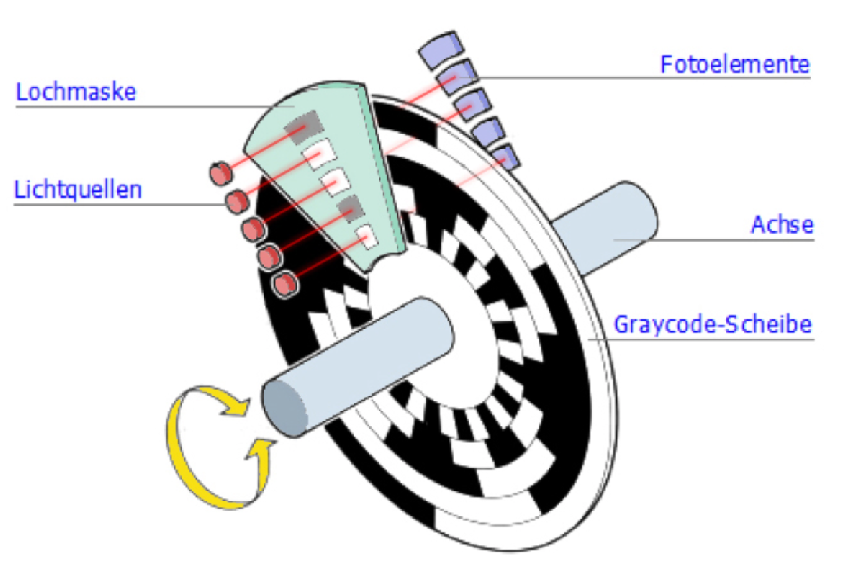 Fotoelemente
Lochmaske
Lichtquellen
Achse
Graycode-Scheibe